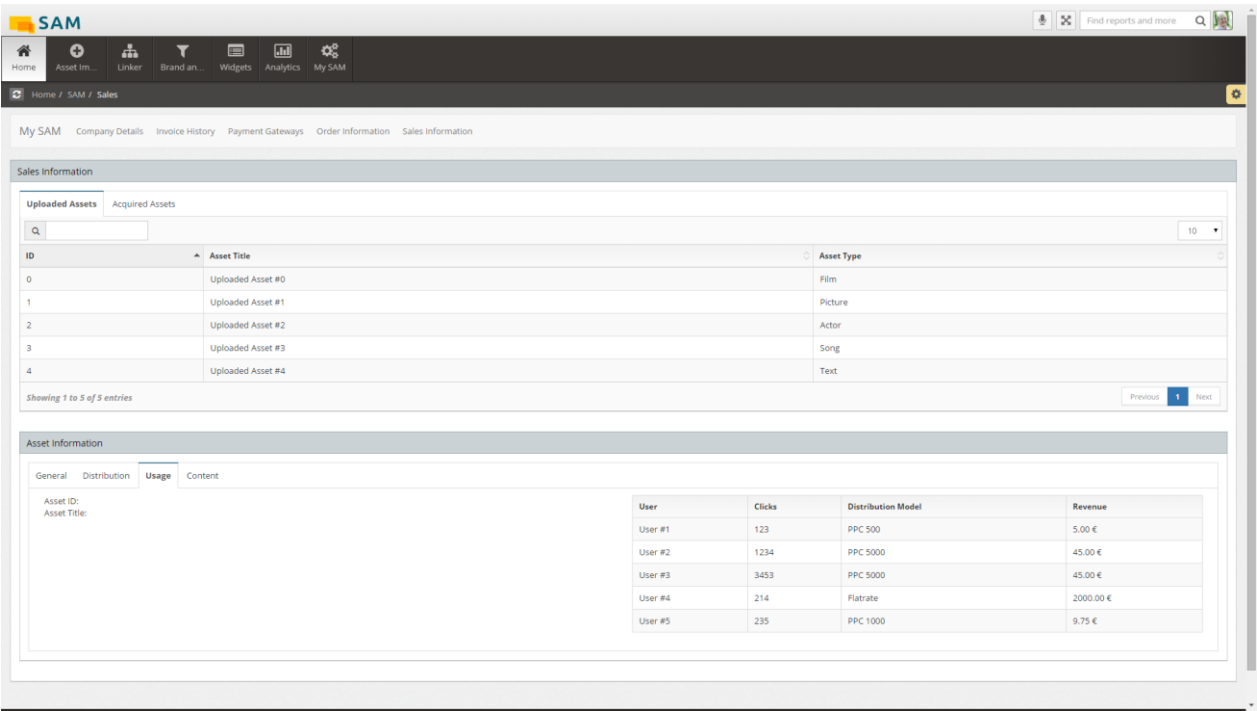 SAM
Find reports and more
Home Asset Im... Linker Brand an... Widgets Analytics My SAM
Home / SAM / Sales
My SAM Company Details Invoice History Payment Gateways Order Information Sales Information
Sales Information
Uploaded Assets Acquired Assets
10
ID Asset Title Asset Type
0 Uploaded Asset #0 Film
1 Uploaded Asset #1 Picture
2 Uploaded Asset #2 Actor
3 Uploaded Asset #3 Song
4 Uploaded Asset #4 Text
Showing 1 to 5 of 5 entries Previous 1 Next
Asset Information
General Distribution Usage Content
Asset ID:
Asset Title:
User Clicks Distribution Model Revenue
User #1 123 PPC 500 5.00 €
User #2 1234 PPC 5000 45.00 €
User #3 3453 PPC 5000 45.00 €
User #4 214 Flatrate 2000.00 €
User #5 235 PPC 1000 9.75 €